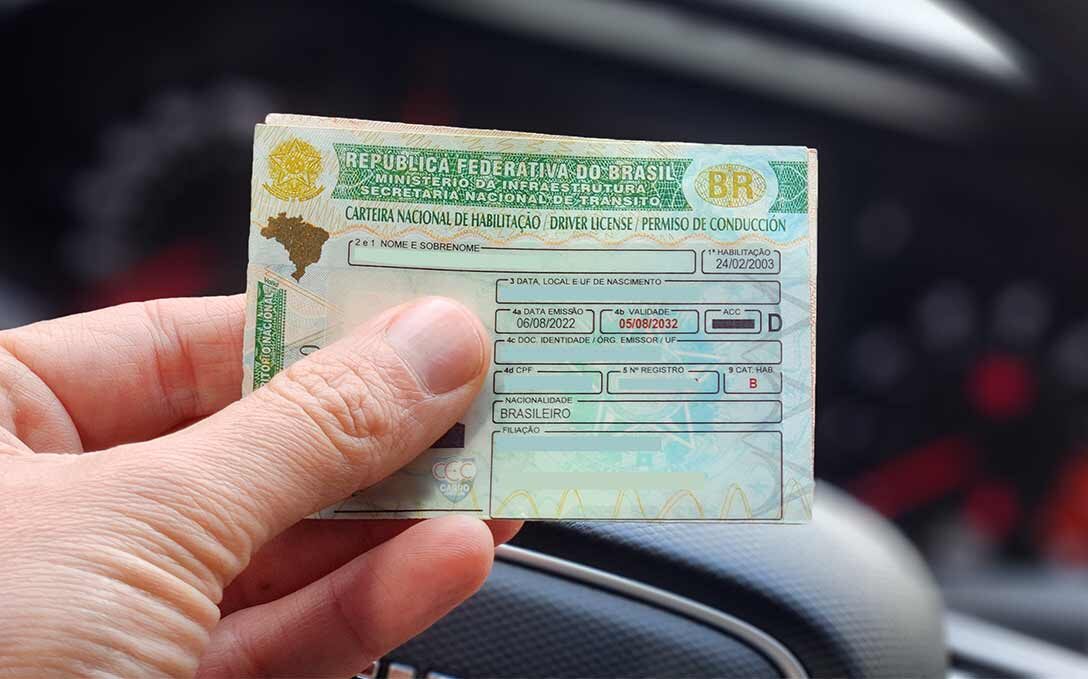 REPÚBLICA FEDERATIVA DO BRASIL
MINISTÉRIO DA INFRAESTRUTURA
SECRETARIA NACIONAL DE TRÂNSITO
BR
CARTEIRA NACIONAL DE HABILITAÇÃO / DRIVER LICENSE / PERMISO DE CONDUCCIÓN
2 e 1 NOME E SOBRENOME
1ª HABILITAÇÃO
24/02/2003
3 DATA, LOCAL E UF DE NASCIMENTO
4a DATA EMISSÃO
06/08/2022
4b VALIDADE
05/08/2032
ACC
D
4c DOC. IDENTIDADE / ÓRG. EMISSOR / UF
4d CPF
5 Nº REGISTRO
9 CAT. HAB
B
NACIONALIDADE
BRASILEIRO
FILIAÇÃO
CFC
CARRO